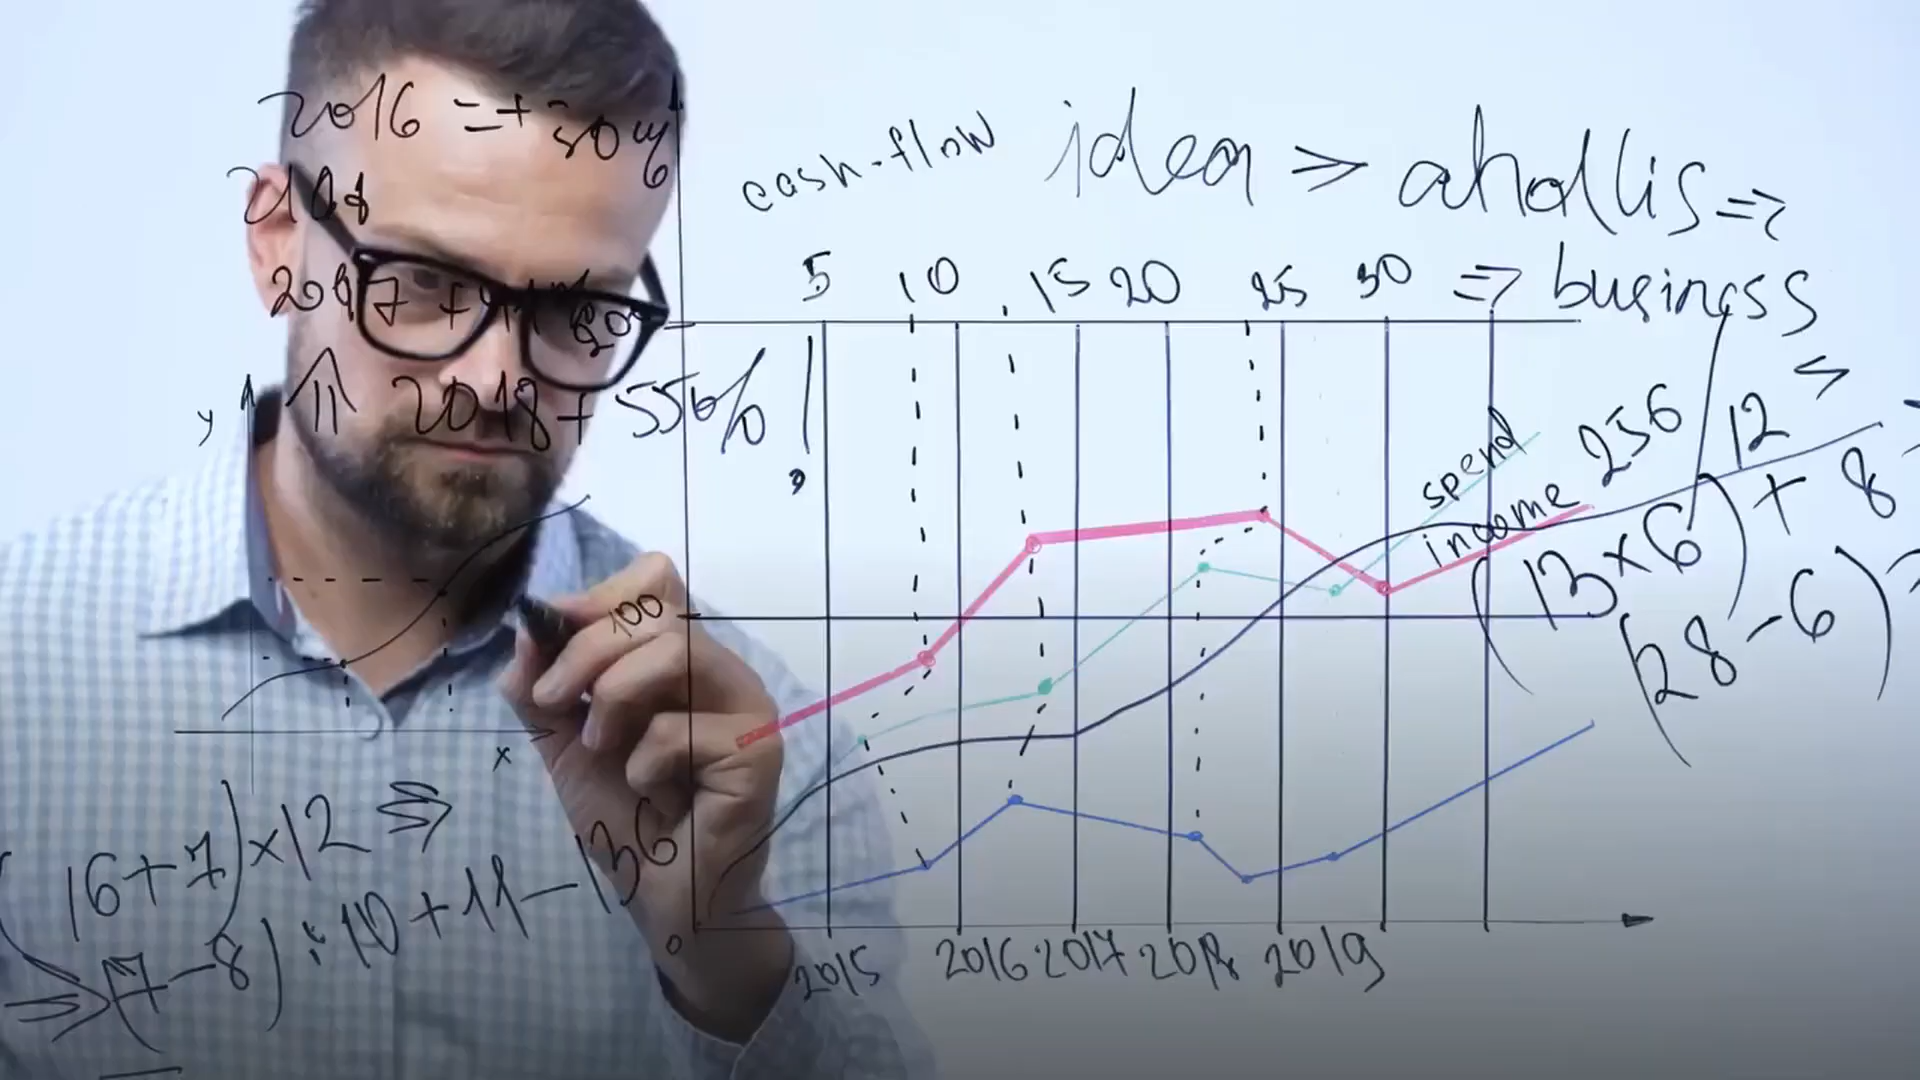 2016 = + 30%
cash-flow idea => ahallis =>
5 10 15 20 25 30 => business
2018 + 55% !
y
spend
income 256 12
(13×6) + 8
(28-6)
100
x
(16+7)×12 =>
=> (7-8) : 10 + 11 - 136
0
2015 2016 2017 2018 2019